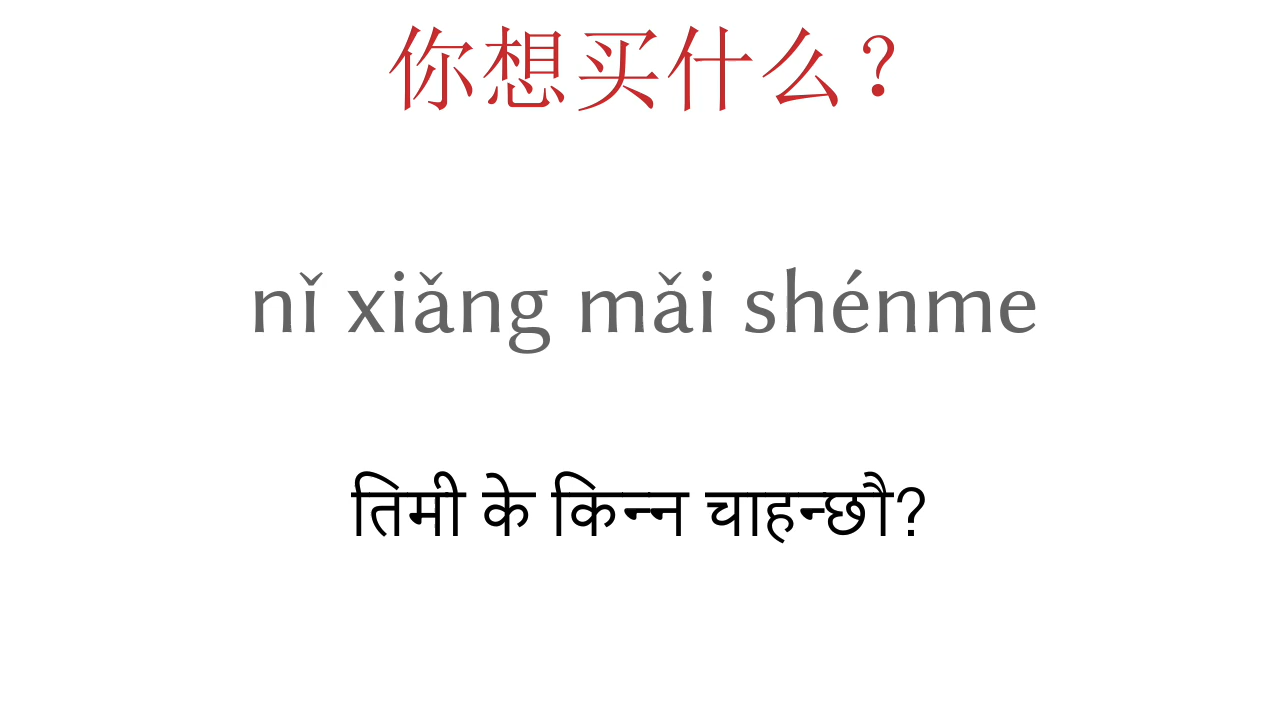 你想买什么？
nǐ xiǎng mǎi shénme
तिमी के किन्न चाहन्छौ?